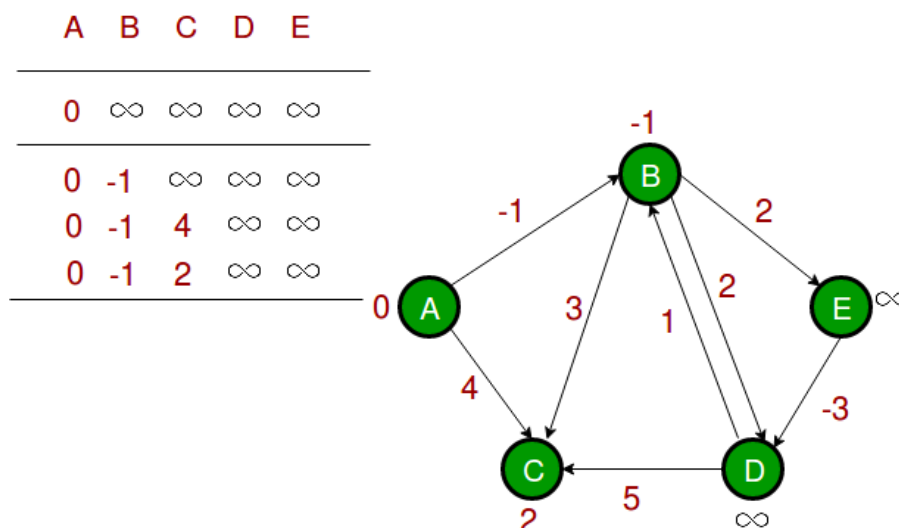 A B C D E
0 ∞ ∞ ∞ ∞
0 -1 ∞ ∞ ∞
0 -1 4 ∞ ∞
0 -1 2 ∞ ∞
-1
B
-1
2
0
A
3
1
2
E
∞
4
-3
C
5
D
2
∞